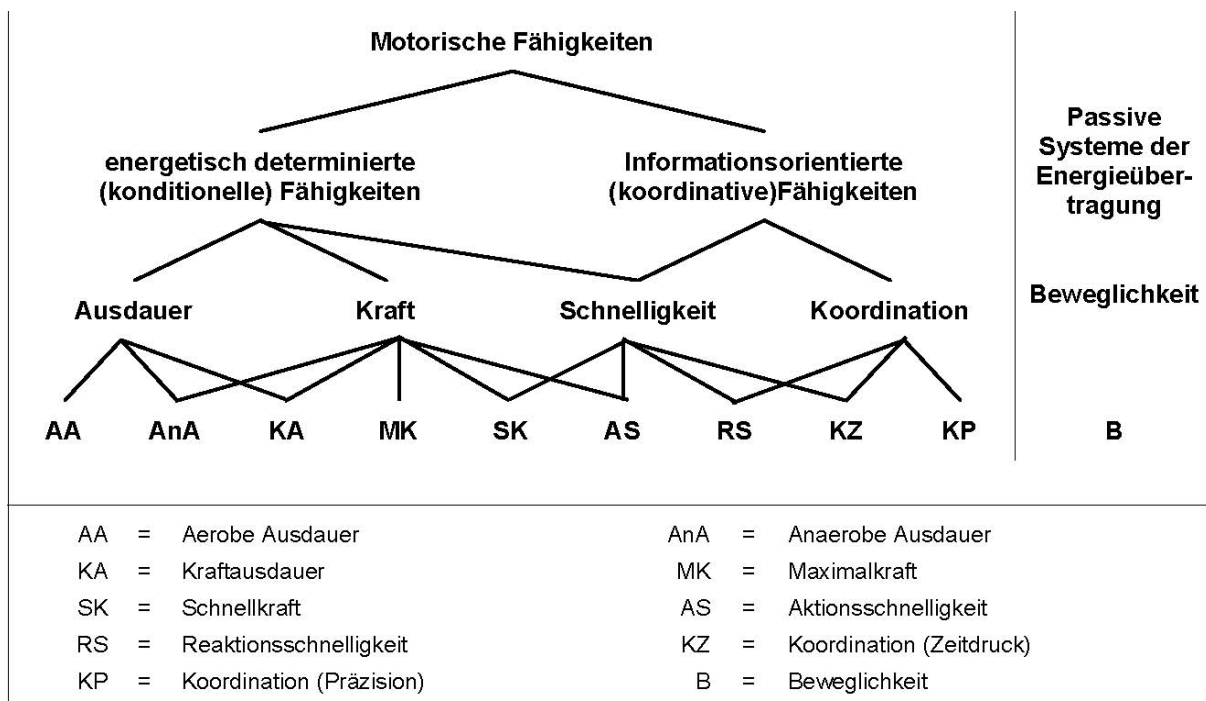 Motorische Fähigkeiten
energetisch determinierte
(konditionelle) Fähigkeiten
Informationsorientierte
(koordinative)Fähigkeiten
Passive
Systeme der
Energieüber-
tragung
Ausdauer
Kraft
Schnelligkeit
Koordination
Beweglichkeit
AA AnA KA MK SK AS RS KZ KP B
AA = Aerobe Ausdauer AnA = Anaerobe Ausdauer
KA = Kraftausdauer MK = Maximalkraft
SK = Schnellkraft AS = Aktionsschnelligkeit
RS = Reaktionsschnelligkeit KZ = Koordination (Zeitdruck)
KP = Koordination (Präzision) B = Beweglichkeit